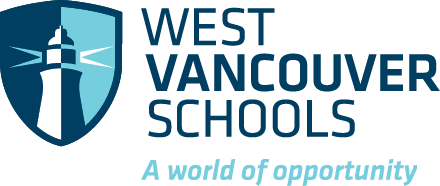 WEST
VANCOUVER
SCHOOLS
A world of opportunity